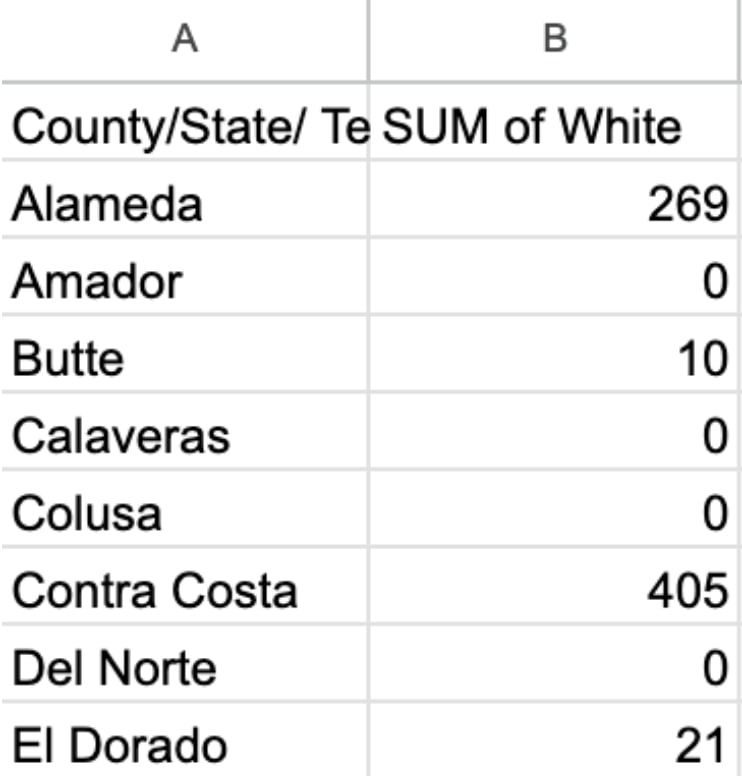 A B
County/State/ Te SUM of White
Alameda 269
Amador 0
Butte 10
Calaveras 0
Colusa 0
Contra Costa 405
Del Norte 0
El Dorado 21